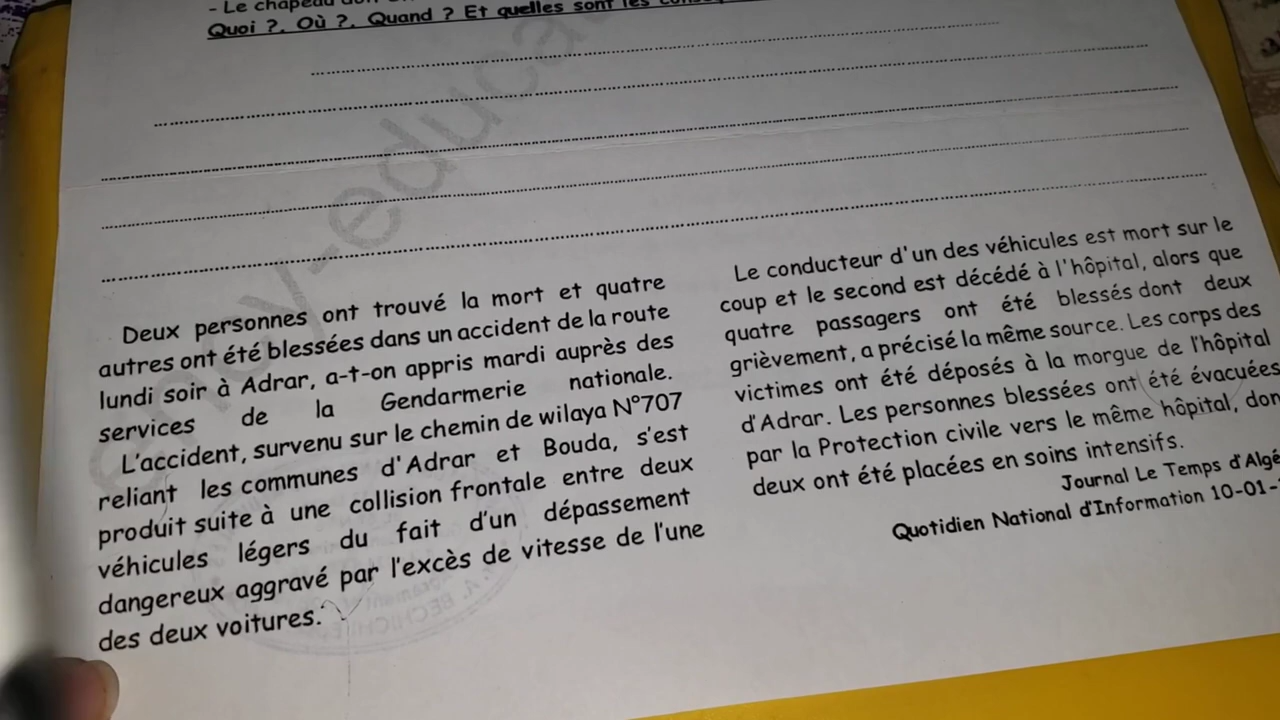 - Le chapeau
Quoi ?, Où ?, Quand ? Et quelles sont les
Deux personnes ont trouvé la mort et quatre
autres ont été blessées dans un accident de la route
lundi soir à Adrar, a-t-on appris mardi auprès des
services de la Gendarmerie nationale.
L'accident, survenu sur le chemin de wilaya N°707
reliant les communes d'Adrar et Bouda, s'est
produit suite à une collision frontale entre deux
véhicules légers du fait d'un dépassement
dangereux aggravé par l'excès de vitesse de l'une
des deux voitures.
Le conducteur d'un des véhicules est mort sur le
coup et le second est décédé à l'hôpital, alors que
quatre passagers ont été blessés dont deux
grièvement, a précisé la même source. Les corps des
victimes ont été déposés à la morgue de l'hôpital
d'Adrar. Les personnes blessées ont été évacuées
par la Protection civile vers le même hôpital, don
deux ont été placées en soins intensifs.
Journal Le Temps d'Algé
Quotidien National d'Information 10-01-